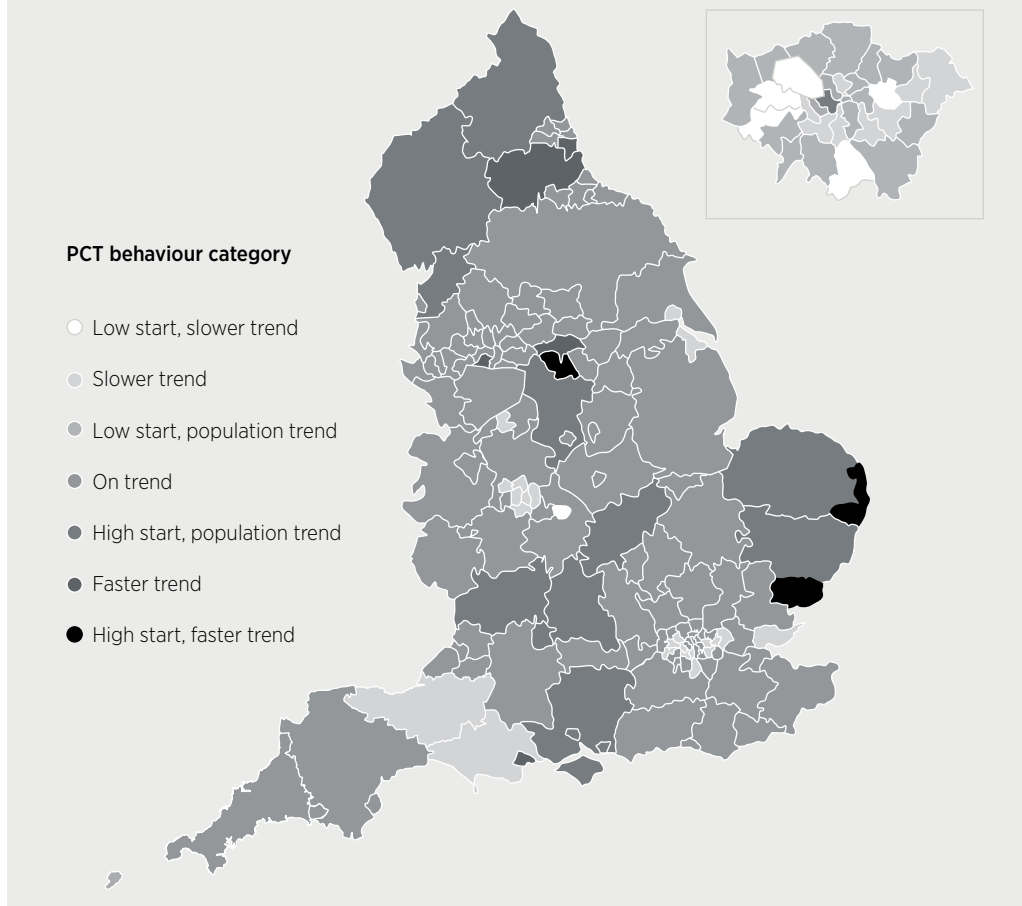 PCT behaviour category
Low start, slower trend
Slower trend
Low start, population trend
On trend
High start, population trend
Faster trend
High start, faster trend